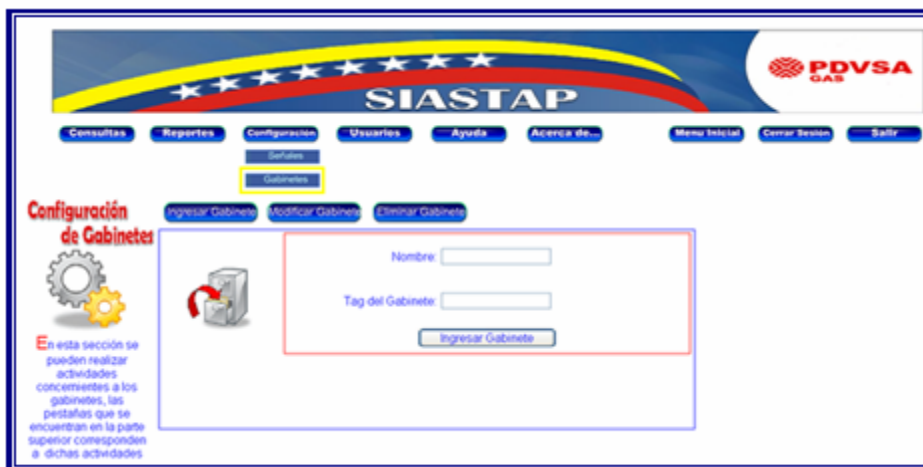 SIASTAP
PDVSA
GAS
Consultas Reportes Configuración Usuarios Ayuda Acerca de... Menu Inicial Cerrar Sesión Salir
Señales
Gabinetes
Ingresar Gabinete Modificar Gabinete Eliminar Gabinete
Configuración
de Gabinetes
Nombre:
Tag del Gabinete:
Ingresar Gabinete
En esta sección se
pueden realizar
actividades
concernientes a los
gabinetes, las
pestañas que se
encuentran en la parte
superior corresponden
a dichas actividades